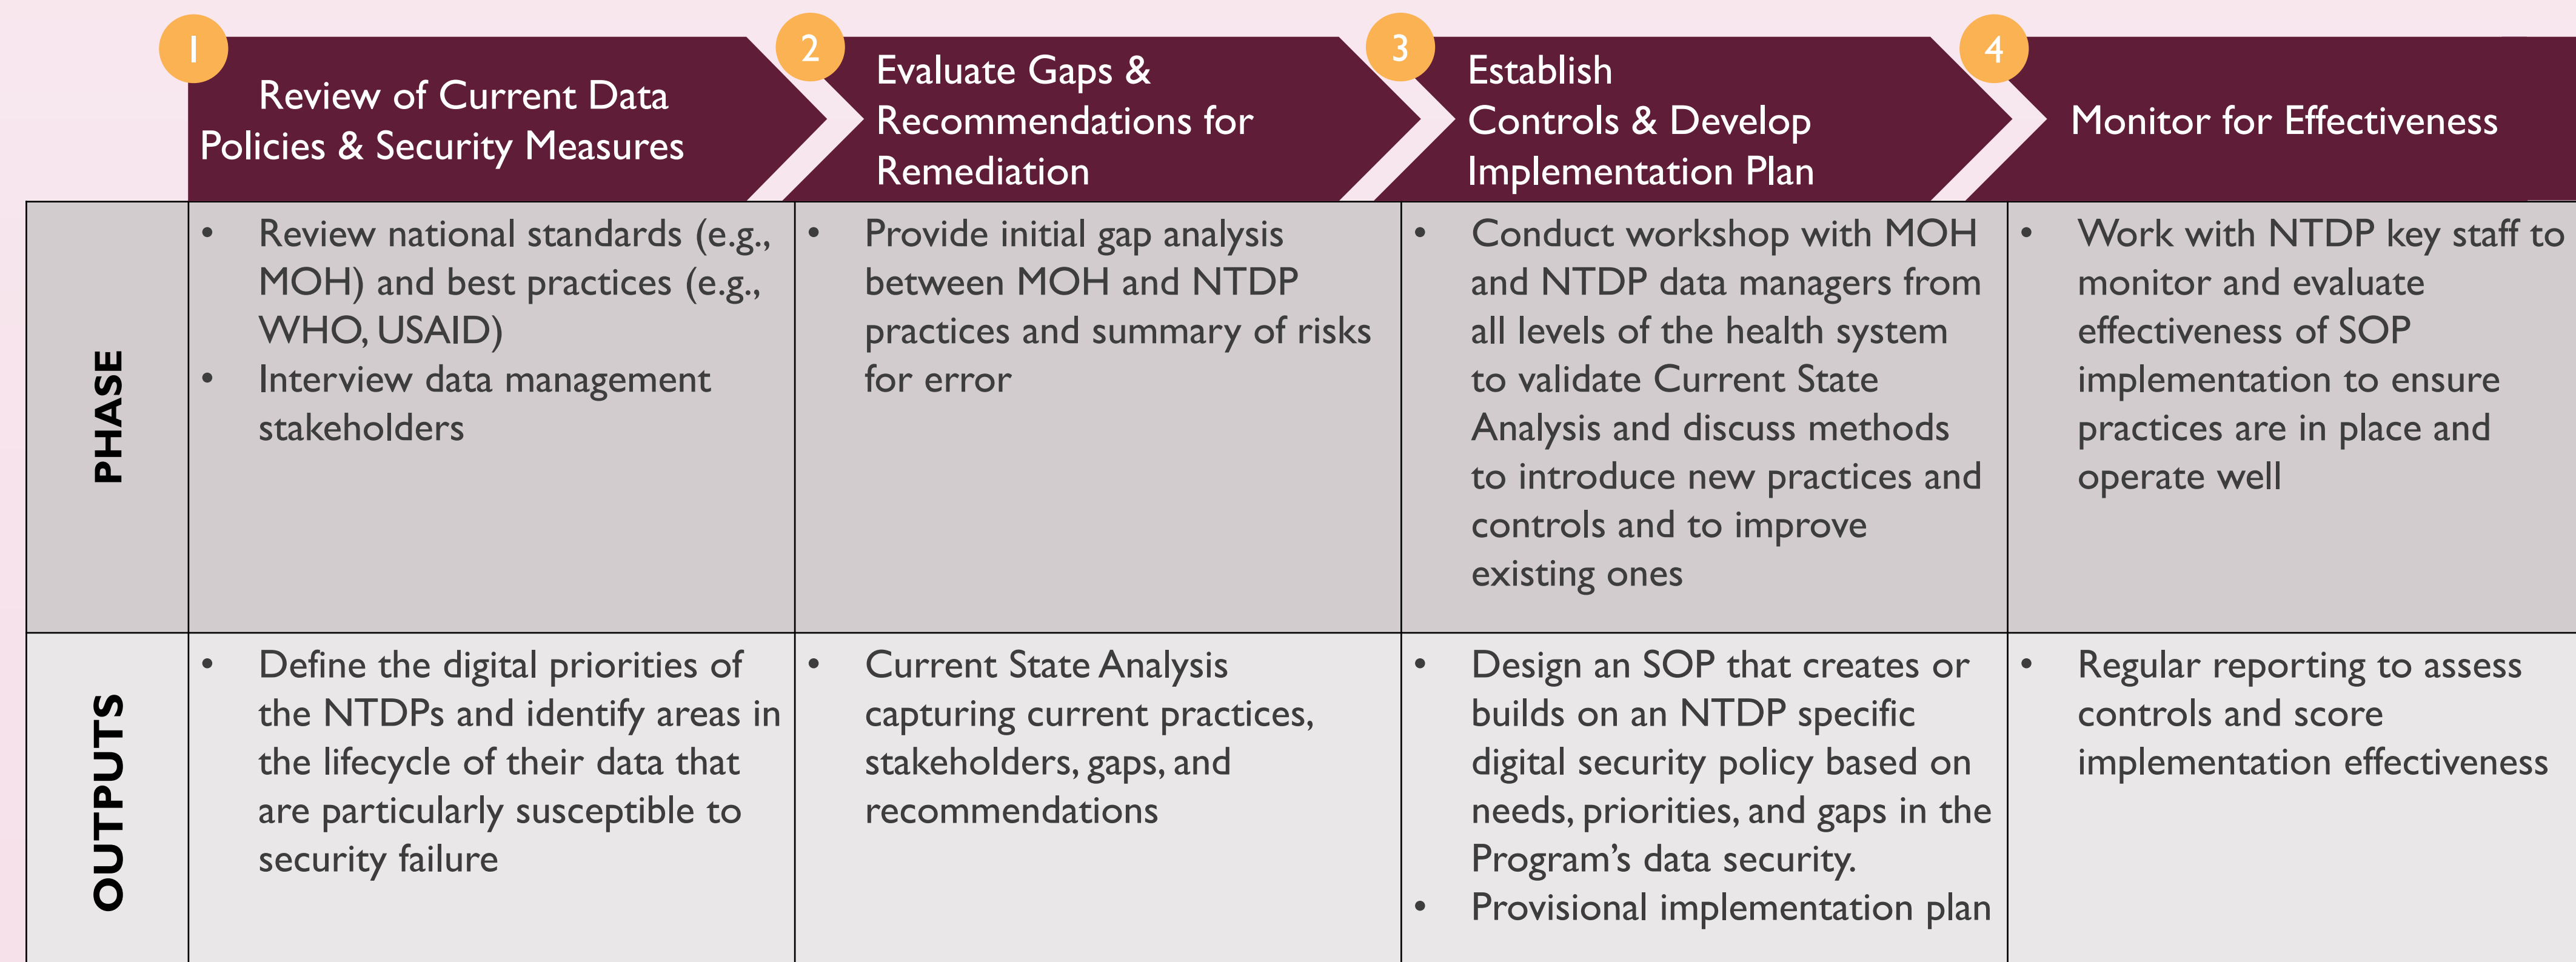 1
Review of Current Data
Policies & Security Measures
2
Evaluate Gaps &
Recommendations for
Remediation
3
Establish
Controls & Develop
Implementation Plan
4
Monitor for Effectiveness
PHASE
• Review national standards (e.g.,
MOH) and best practices (e.g.,
WHO, USAID)
• Interview data management
stakeholders
• Provide initial gap analysis
between MOH and NTDP
practices and summary of risks
for error
• Conduct workshop with MOH
and NTDP data managers from
all levels of the health system
to validate Current State
Analysis and discuss methods
to introduce new practices and
controls and to improve
existing ones
• Work with NTDP key staff to
monitor and evaluate
effectiveness of SOP
implementation to ensure
practices are in place and
operate well
OUTPUTS
• Define the digital priorities of
the NTDPs and identify areas in
the lifecycle of their data that
are particularly susceptible to
security failure
• Current State Analysis
capturing current practices,
stakeholders, gaps, and
recommendations
• Design an SOP that creates or
builds on an NTDP specific
digital security policy based on
needs, priorities, and gaps in the
Program’s data security.
• Provisional implementation plan
• Regular reporting to assess
controls and score
implementation effectiveness